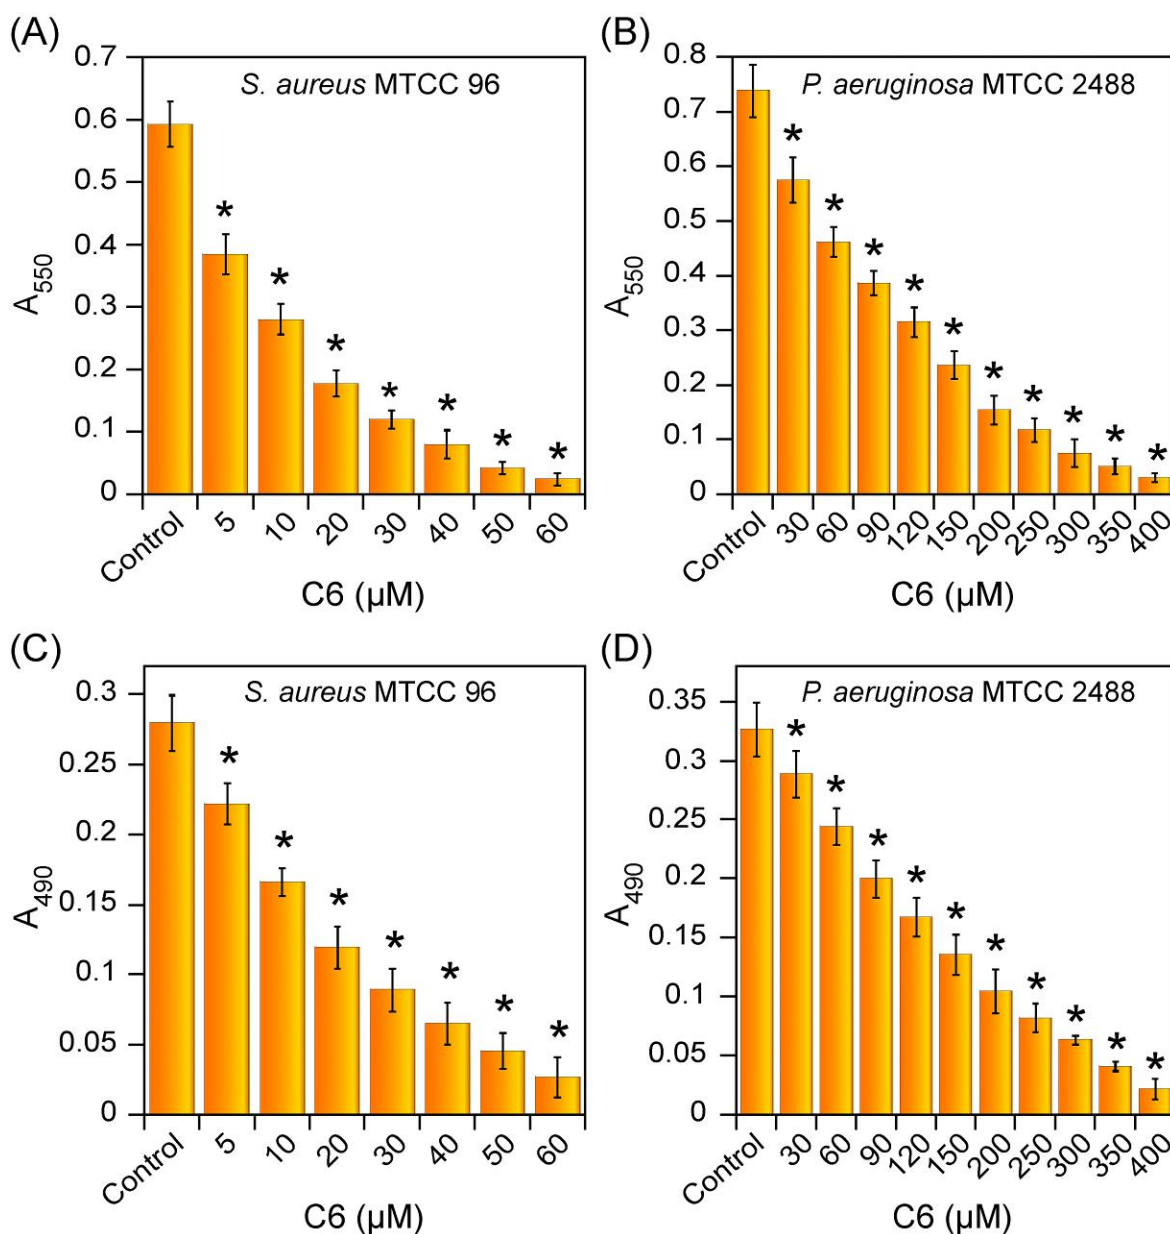 (A)
S. aureus MTCC 96
0.7
0.6
0.5
0.4
0.3
0.2
0.1
0
A550
* * * * * * *
Control 5 10 20 30 40 50 60
C6 (µM)
(B)
P. aeruginosa MTCC 2488
0.8
0.7
0.6
0.5
0.4
0.3
0.2
0.1
0
A550
* * * * * * * * * *
Control 30 60 90 120 150 200 250 300 350 400
C6 (µM)
(C)
S. aureus MTCC 96
0.3
0.25
0.2
0.15
0.1
0.05
0
A490
* * * * * * *
Control 5 10 20 30 40 50 60
C6 (µM)
(D)
P. aeruginosa MTCC 2488
0.35
0.3
0.25
0.2
0.15
0.1
0.05
0
A490
* * * * * * * * * *
Control 30 60 90 120 150 200 250 300 350 400
C6 (µM)